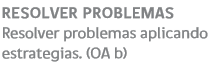 RESOLVER PROBLEMAS
Resolver problemas aplicando
estrategias. (OA b)